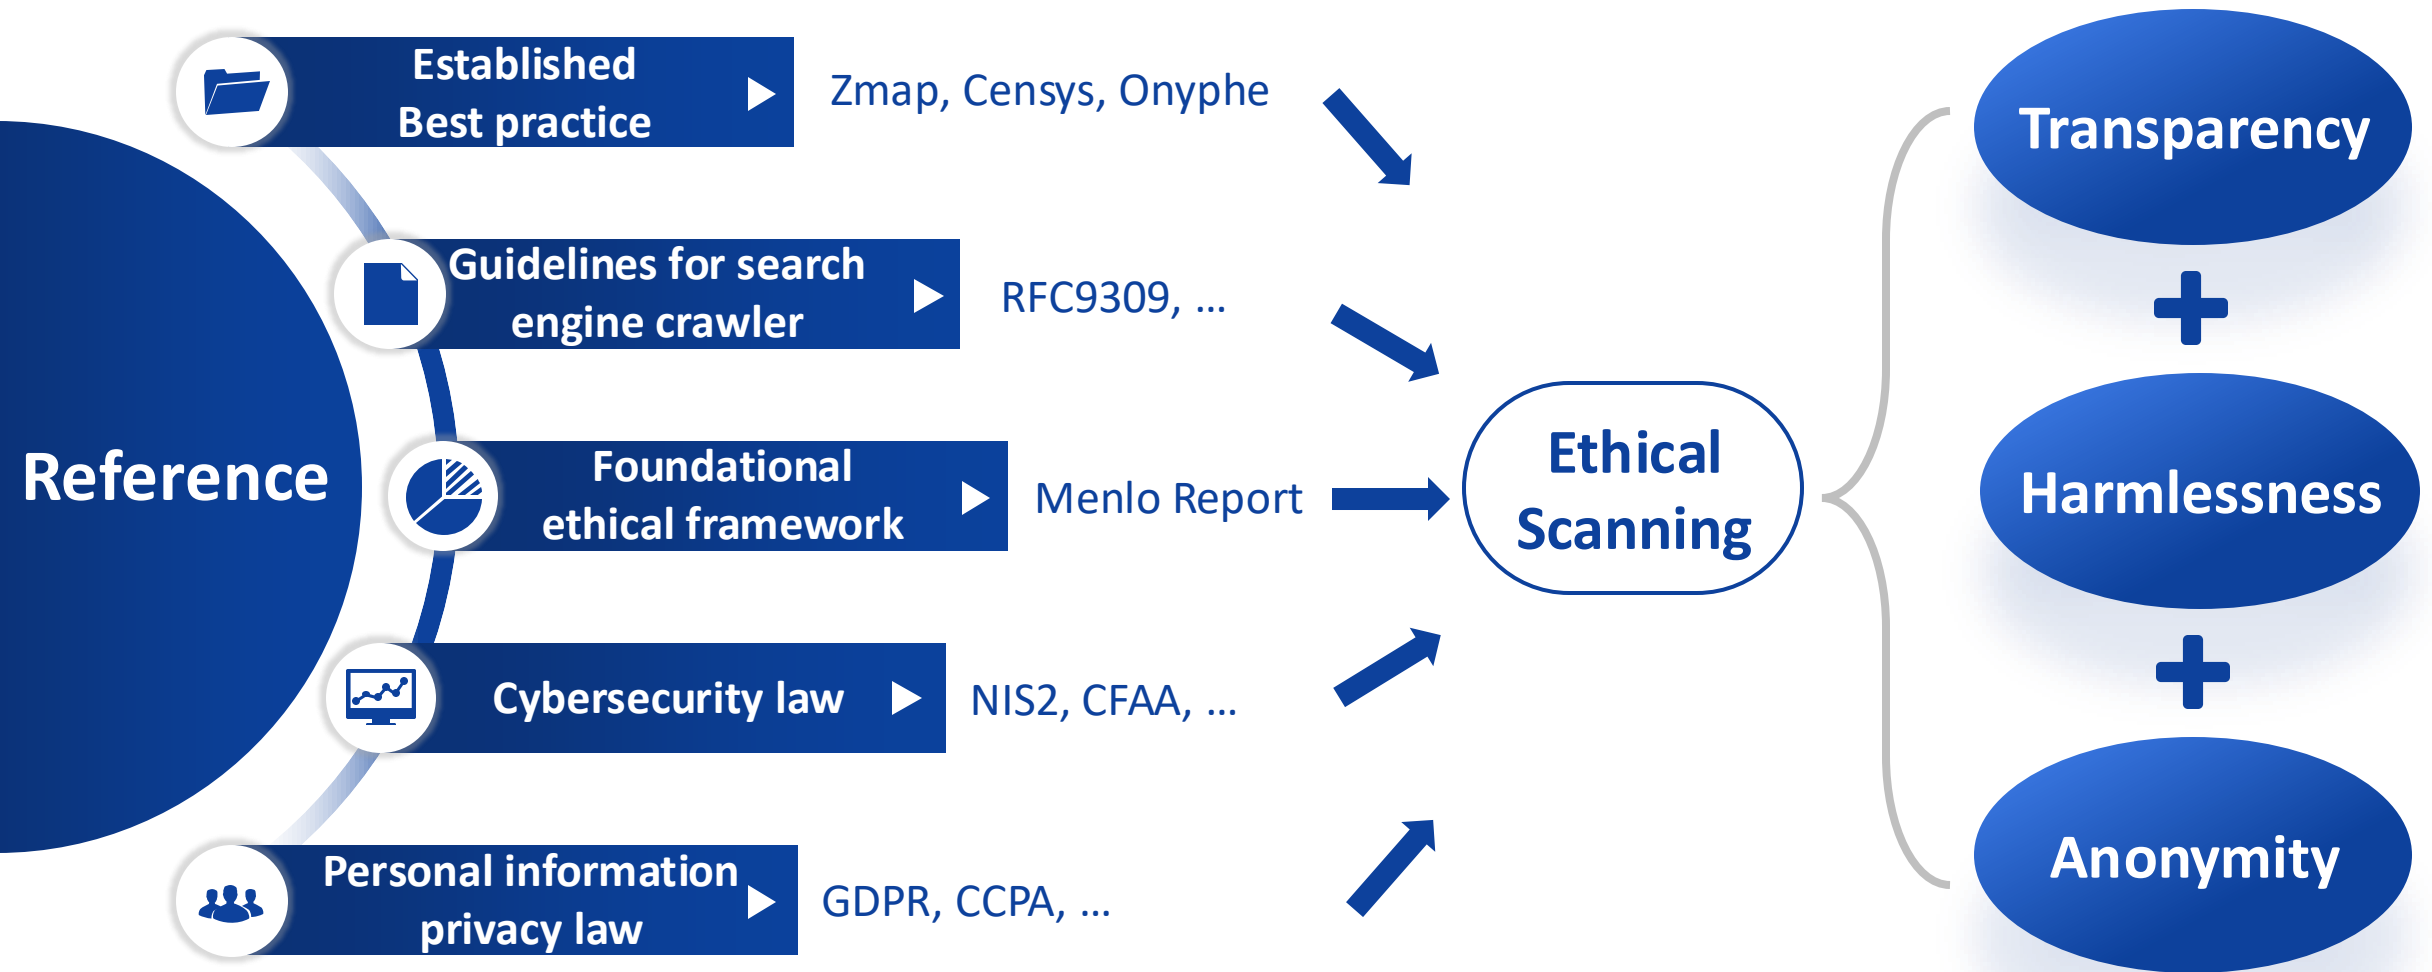 Reference
Established
Best practice
Zmap, Censys, Onyphe
Guidelines for search
engine crawler
RFC9309, ...
Foundational
ethical framework
Menlo Report
Cybersecurity law
NIS2, CFAA, ...
Personal information
privacy law
GDPR, CCPA, ...
Ethical
Scanning
Transparency
Harmlessness
Anonymity